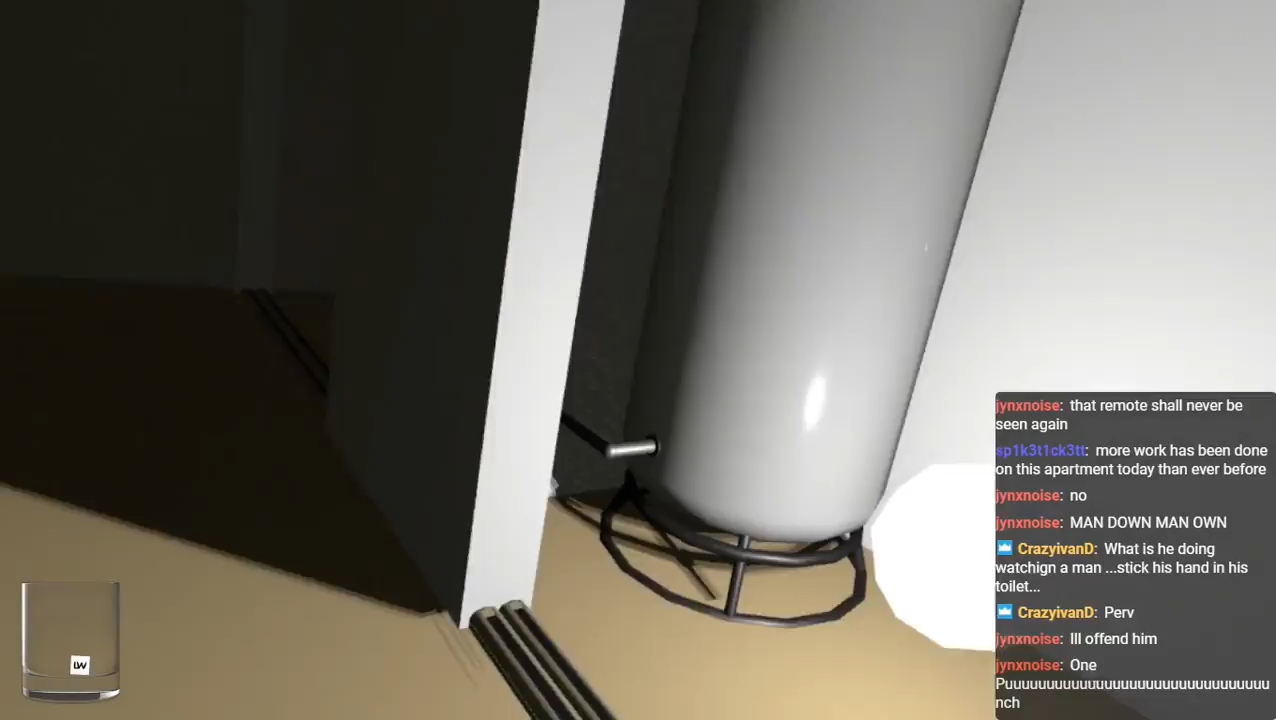 jynxnoise: that remote shall never be
seen again
sp1k3t1ck3tt: more work has been done
on this apartment today than ever before
jynxnoise: no
jynxnoise: MAN DOWN MAN OWN
CrazyivanD: What is he doing
watchign a man ...stick his hand in his
toilet...
CrazyivanD: Perv
jynxnoise: Ill offend him
jynxnoise: One
Puuuuuuuuuuuuuuuuuuuuuuuuuuuuu
nch
LW